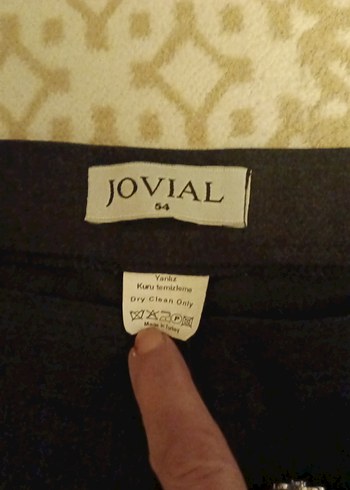 JOVIAL
54
Yanlız
Kuru temizleme
Dry Clean Only
Made in Turkey